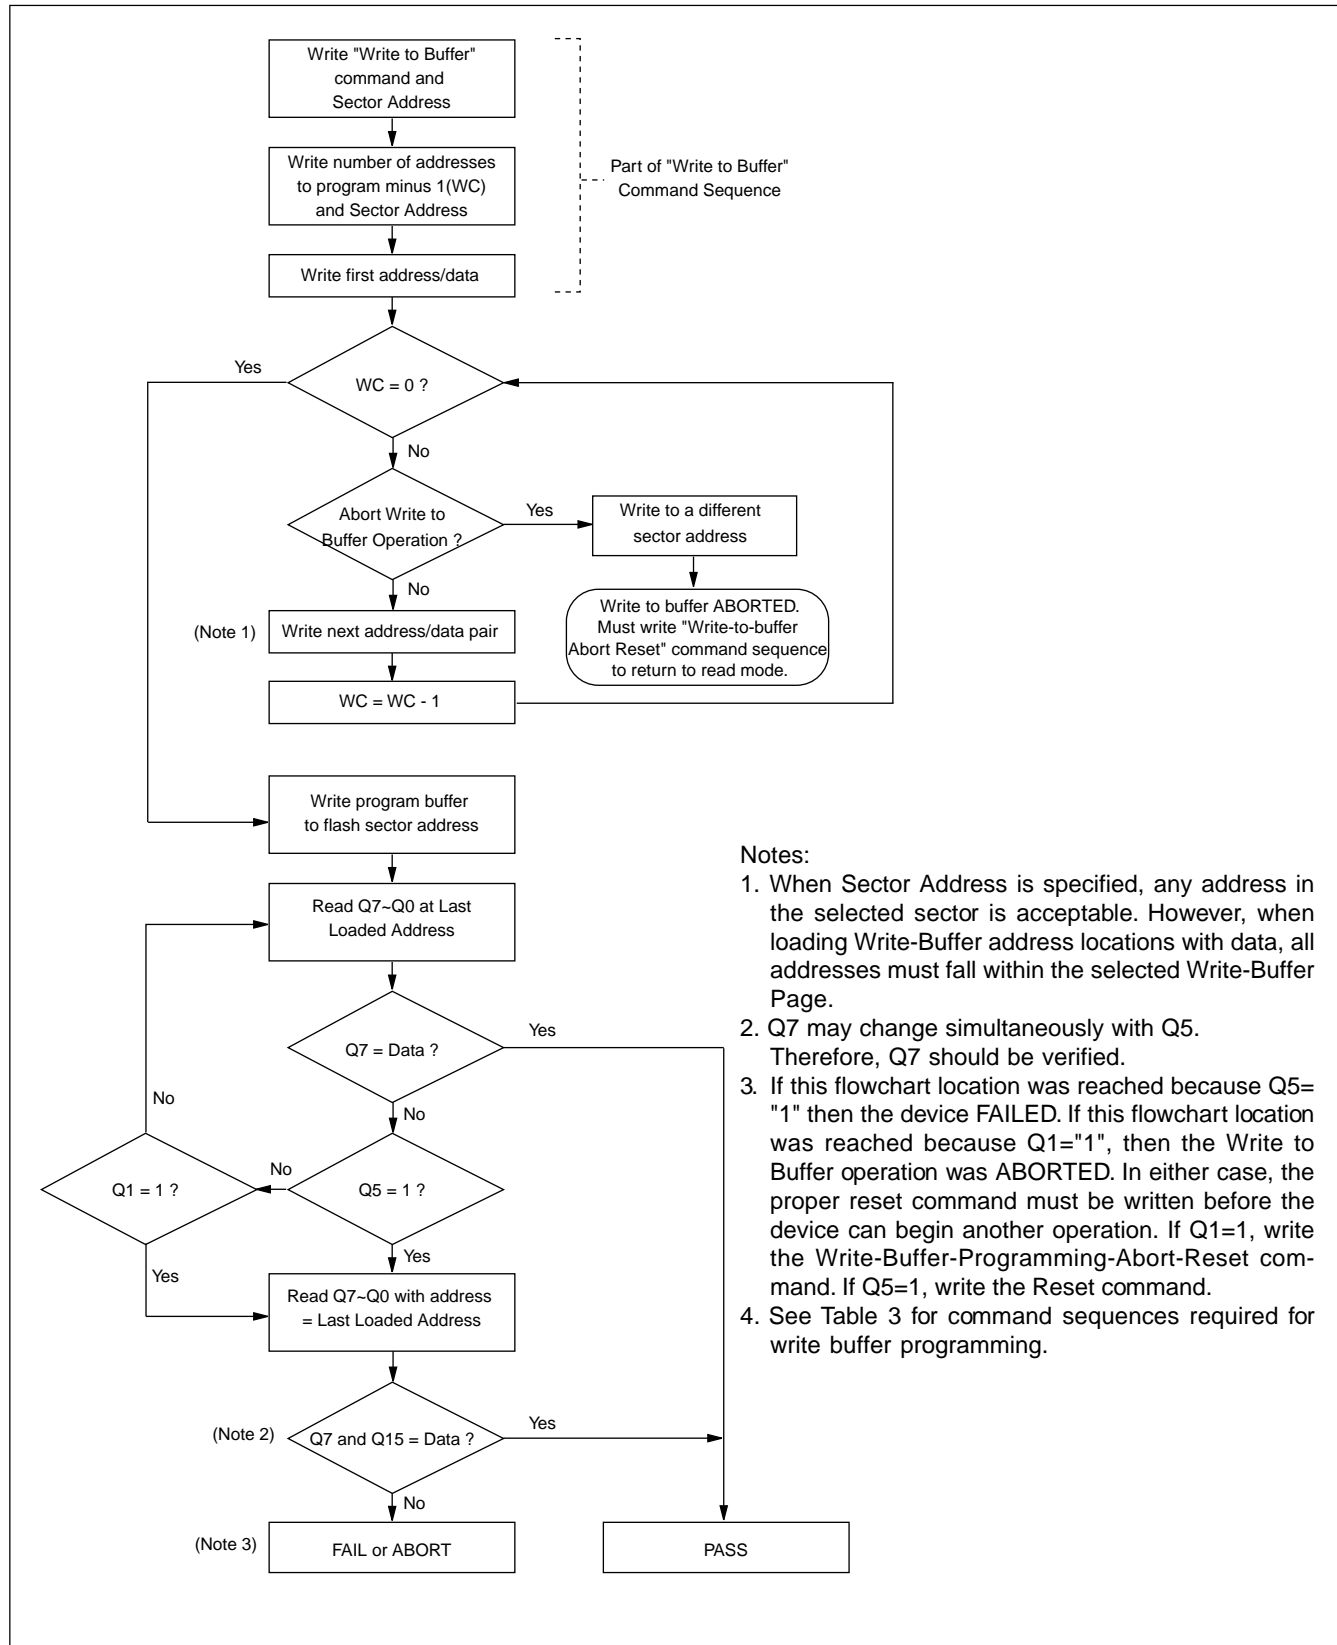 Write "Write to Buffer"
command and
Sector Address
Write number of addresses
to program minus 1(WC)
and Sector Address
Part of "Write to Buffer"
Command Sequence
Write first address/data
Yes
WC = 0 ?
No
Abort Write to
Buffer Operation ?
Yes
Write to a different
sector address
No
Write to buffer ABORTED.
Must write "Write-to-buffer
Abort Reset" command sequence
to return to read mode.
(Note 1)
Write next address/data pair
WC = WC - 1
Write program buffer
to flash sector address
Read Q7~Q0 at Last
Loaded Address
Yes
Q7 = Data ?
No
No
No
Q1 = 1 ?
Q5 = 1 ?
Yes
Yes
Read Q7~Q0 with address
= Last Loaded Address
(Note 2)
Q7 and Q15 = Data ?
Yes
No
(Note 3)
FAIL or ABORT
PASS
Notes:
1. When Sector Address is specified, any address in
the selected sector is acceptable. However, when
loading Write-Buffer address locations with data, all
addresses must fall within the selected Write-Buffer
Page.
2. Q7 may change simultaneously with Q5.
Therefore, Q7 should be verified.
3. If this flowchart location was reached because Q5=
"1" then the device FAILED. If this flowchart location
was reached because Q1="1", then the Write to
Buffer operation was ABORTED. In either case, the
proper reset command must be written before the
device can begin another operation. If Q1=1, write
the Write-Buffer-Programming-Abort-Reset com-
mand. If Q5=1, write the Reset command.
4. See Table 3 for command sequences required for
write buffer programming.